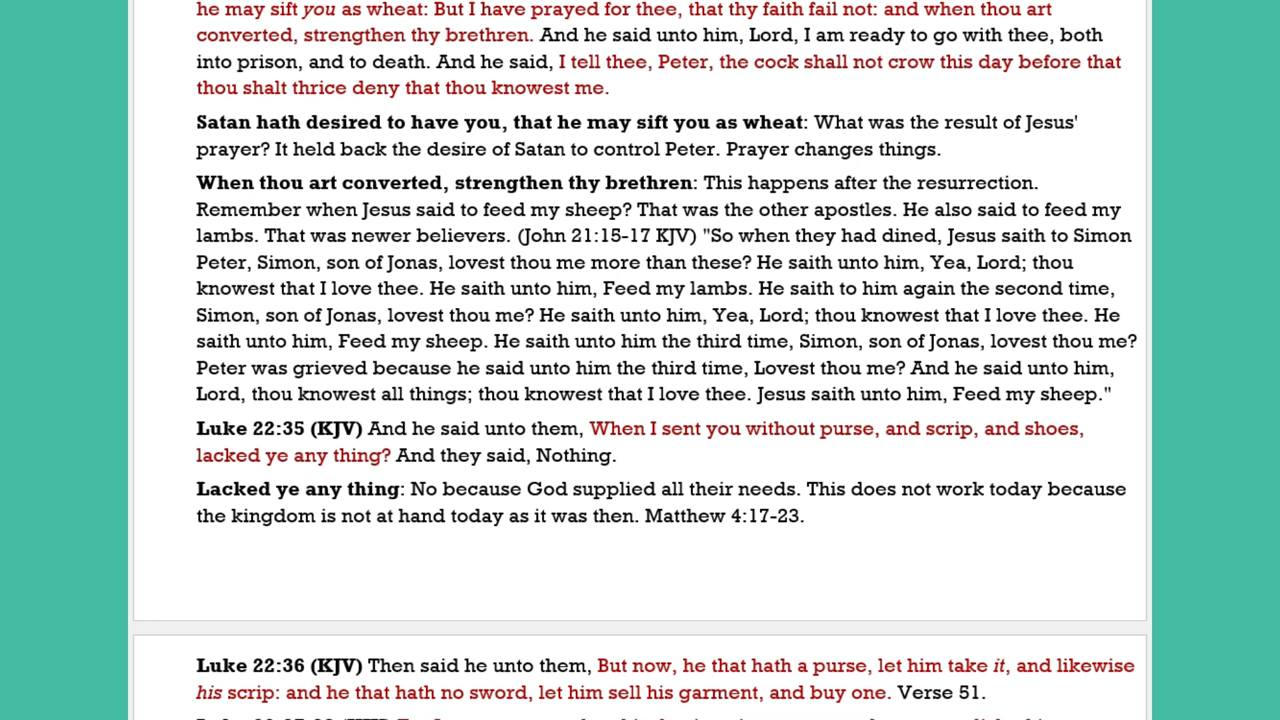 he may sift you as wheat: But I have prayed for thee, that thy faith fail not: and when thou art
converted, strengthen thy brethren. And he said unto him, Lord, I am ready to go with thee, both
into prison, and to death. And he said, I tell thee, Peter, the cock shall not crow this day before that
thou shalt thrice deny that thou knowest me.
Satan hath desired to have you, that he may sift you as wheat: What was the result of Jesus'
prayer? It held back the desire of Satan to control Peter. Prayer changes things.
When thou art converted, strengthen thy brethren: This happens after the resurrection.
Remember when Jesus said to feed my sheep? That was the other apostles. He also said to feed my
lambs. That was newer believers. (John 21:15-17 KJV) "So when they had dined, Jesus saith to Simon
Peter, Simon, son of Jonas, lovest thou me more than these? He saith unto him, Yea, Lord; thou
knowest that I love thee. He saith unto him, Feed my lambs. He saith to him again the second time,
Simon, son of Jonas, lovest thou me? He saith unto him, Yea, Lord; thou knowest that I love thee. He
saith unto him, Feed my sheep. He saith unto him the third time, Simon, son of Jonas, lovest thou me?
Peter was grieved because he said unto him the third time, Lovest thou me? And he said unto him,
Lord, thou knowest all things; thou knowest that I love thee. Jesus saith unto him, Feed my sheep."
Luke 22:35 (KJV) And he said unto them, When I sent you without purse, and scrip, and shoes,
lacked ye any thing? And they said, Nothing.
Lacked ye any thing: No because God supplied all their needs. This does not work today because
the kingdom is not at hand today as it was then. Matthew 4:17-23.
Luke 22:36 (KJV) Then said he unto them, But now, he that hath a purse, let him take it, and likewise
his scrip: and he that hath no sword, let him sell his garment, and buy one. Verse 51.